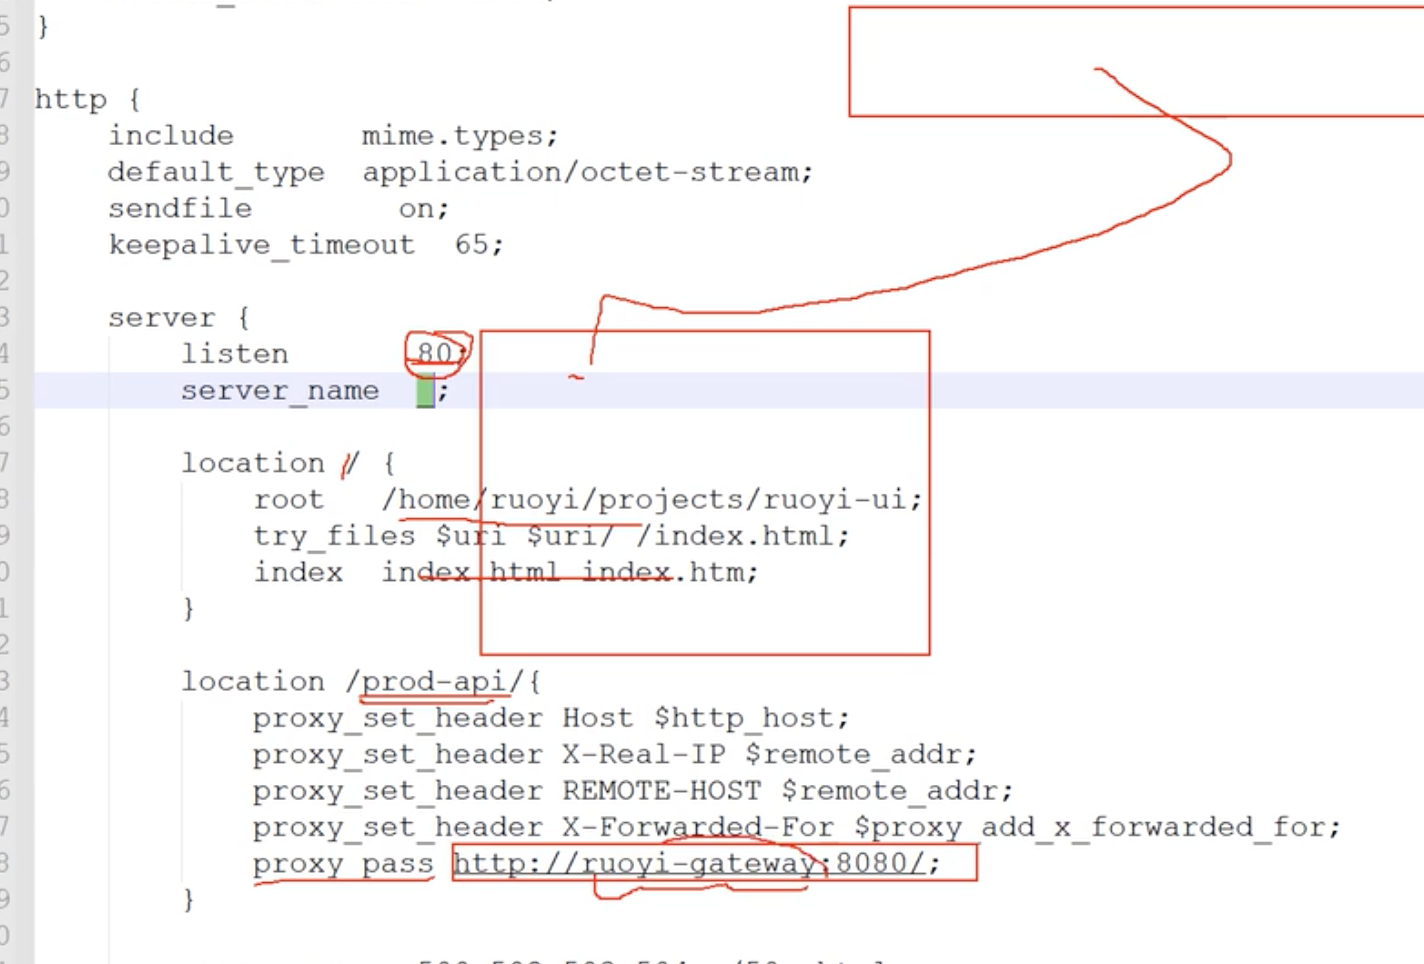 5 }
6
7 http {
8 include mime.types;
9 default_type application/octet-stream;
0 sendfile on;
1 keepalive_timeout 65;
2
3 server {
4 listen 80;
5 server_name _;
6
7 location / {
8 root /home/ruoyi/projects/ruoyi-ui;
9 try_files $uri $uri/ /index.html;
0 index index.html index.htm;
1 }
2
3 location /prod-api/{
4 proxy_set_header Host $http_host;
5 proxy_set_header X-Real-IP $remote_addr;
6 proxy_set_header REMOTE-HOST $remote_addr;
7 proxy_set_header X-Forwarded-For $proxy_add_x_forwarded_for;
8 proxy_pass http://ruoyi-gateway:8080/;
9 }
0